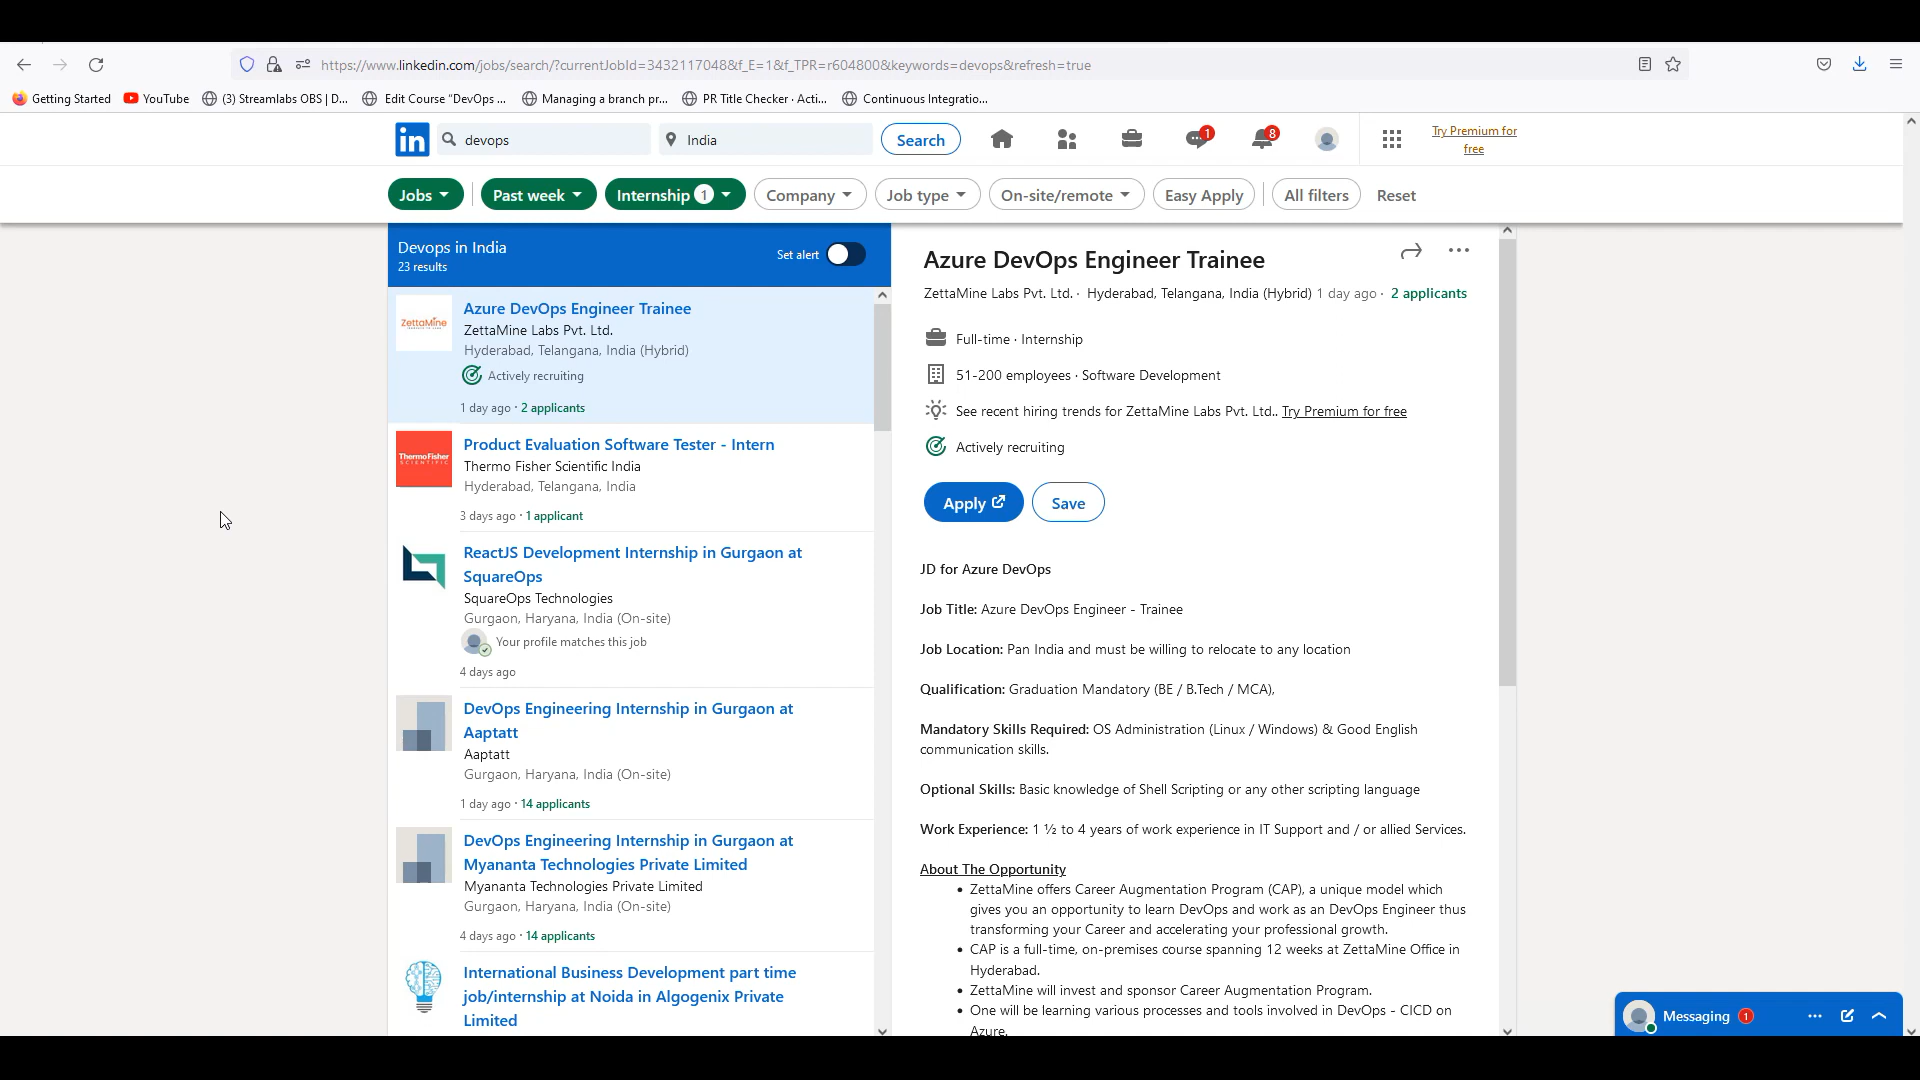 https://www.linkedin.com/jobs/search/?currentJobId=3432117048&f_E=1&f_TPR=r604800&keywords=devops&refresh=true
Getting Started YouTube (3) Streamlabs OBS | D... Edit Course "DevOps ... Managing a branch pr... PR Title Checker · Acti... Continuous Integratio...
in devops India Search 1 8 Try Premium for
free
Jobs Past week Internship 1 Company Job type On-site/remote Easy Apply All filters Reset
Devops in India
23 results
Set alert
ZettaMine
Azure DevOps Engineer Trainee
ZettaMine Labs Pvt. Ltd.
Hyderabad, Telangana, India (Hybrid)
Actively recruiting
1 day ago · 2 applicants
ThermoFisher
SCIENTIFIC
Product Evaluation Software Tester - Intern
Thermo Fisher Scientific India
Hyderabad, Telangana, India
3 days ago · 1 applicant
ReactJS Development Internship in Gurgaon at
SquareOps
SquareOps Technologies
Gurgaon, Haryana, India (On-site)
Your profile matches this job
4 days ago
DevOps Engineering Internship in Gurgaon at
Aaptatt
Aaptatt
Gurgaon, Haryana, India (On-site)
1 day ago · 14 applicants
DevOps Engineering Internship in Gurgaon at
Myananta Technologies Private Limited
Myananta Technologies Private Limited
Gurgaon, Haryana, India (On-site)
4 days ago · 14 applicants
International Business Development part time
job/internship at Noida in Algogenix Private
Limited
Azure DevOps Engineer Trainee
ZettaMine Labs Pvt. Ltd. · Hyderabad, Telangana, India (Hybrid) 1 day ago · 2 applicants
Full-time · Internship
51-200 employees · Software Development
See recent hiring trends for ZettaMine Labs Pvt. Ltd.. Try Premium for free
Actively recruiting
Apply Save
JD for Azure DevOps
Job Title: Azure DevOps Engineer - Trainee
Job Location: Pan India and must be willing to relocate to any location
Qualification: Graduation Mandatory (BE / B.Tech / MCA),
Mandatory Skills Required: OS Administration (Linux / Windows) & Good English
communication skills.
Optional Skills: Basic knowledge of Shell Scripting or any other scripting language
Work Experience: 1 ½ to 4 years of work experience in IT Support and / or allied Services.
About The Opportunity
• ZettaMine offers Career Augmentation Program (CAP), a unique model which
gives you an opportunity to learn DevOps and work as an DevOps Engineer thus
transforming your Career and accelerating your professional growth.
• CAP is a full-time, on-premises course spanning 12 weeks at ZettaMine Office in
Hyderabad.
• ZettaMine will invest and sponsor Career Augmentation Program.
• One will be learning various processes and tools involved in DevOps - CICD on
Azure.
Messaging 1